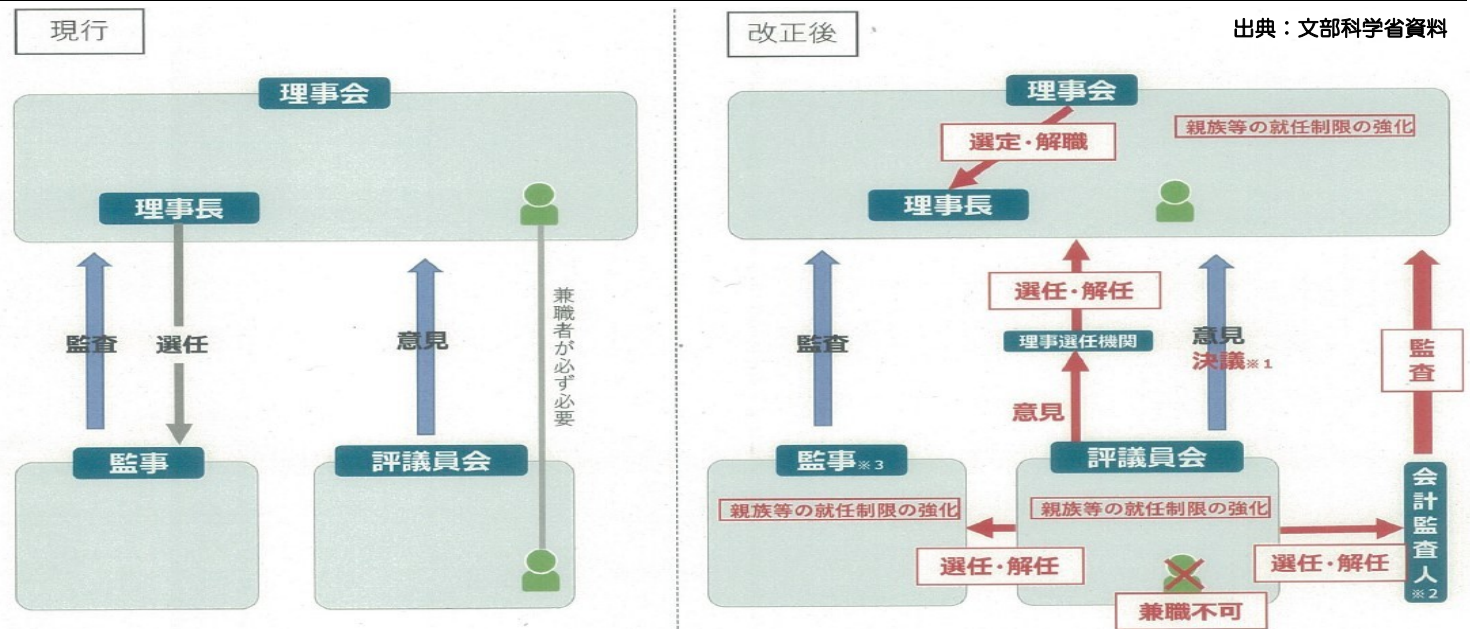 現行
理事会
理事長
監査
選任
意見
兼職者が必ず必要
監事
評議員会
改正後
出典：文部科学省資料
理事会
親族等の就任制限の強化
選定・解職
理事長
選任・解任
理事選任機関
監査
意見
決議※1
監査
意見
監事※3
評議員会
親族等の就任制限の強化
親族等の就任制限の強化
会計監査人※2
選任・解任
選任・解任
兼職不可